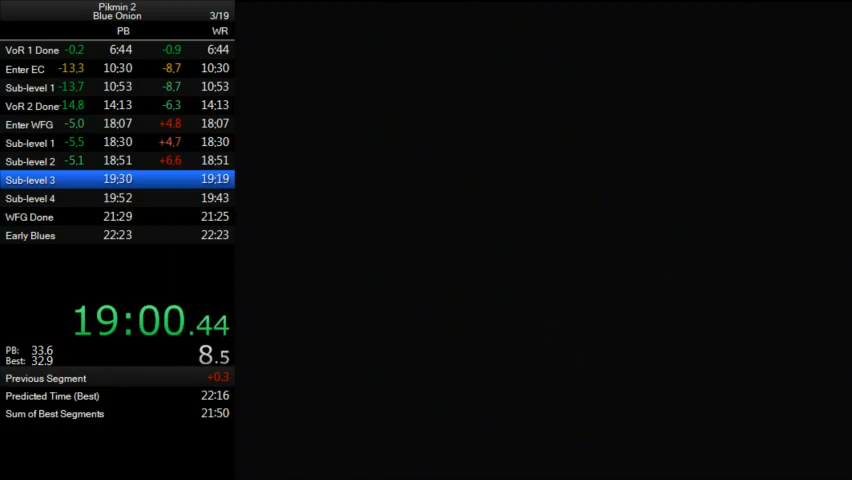 Pikmin 2
Blue Onion 3/19
PB WR
VoR 1 Done -0.2 6:44 -0.9 6:44
Enter EC -13,3 10;30 -8,7 10;30
Sub-level 1 -13.7 10;53 -8,7 10:53
VoR 2 Done -14,8 14;13 -6,3 14:13
Enter WFG -5,0 18;07 +4.8 18;07
Sub-level 1 -5,5 18:30 +4,7 18:30
Sub-level 2 -5,1 18;51 +6,6 18;51
Sub-level 3 19;30 19;19
Sub-level 4 19;52 19;43
WFG Done 21:29 21:25
Early Blues 22;23 22:23
19:00.44
PB: 33.6
Best: 32.9 8.5
Previous Segment +0.3
Predicted Time (Best) 22:16
Sum of Best Segments 21:50